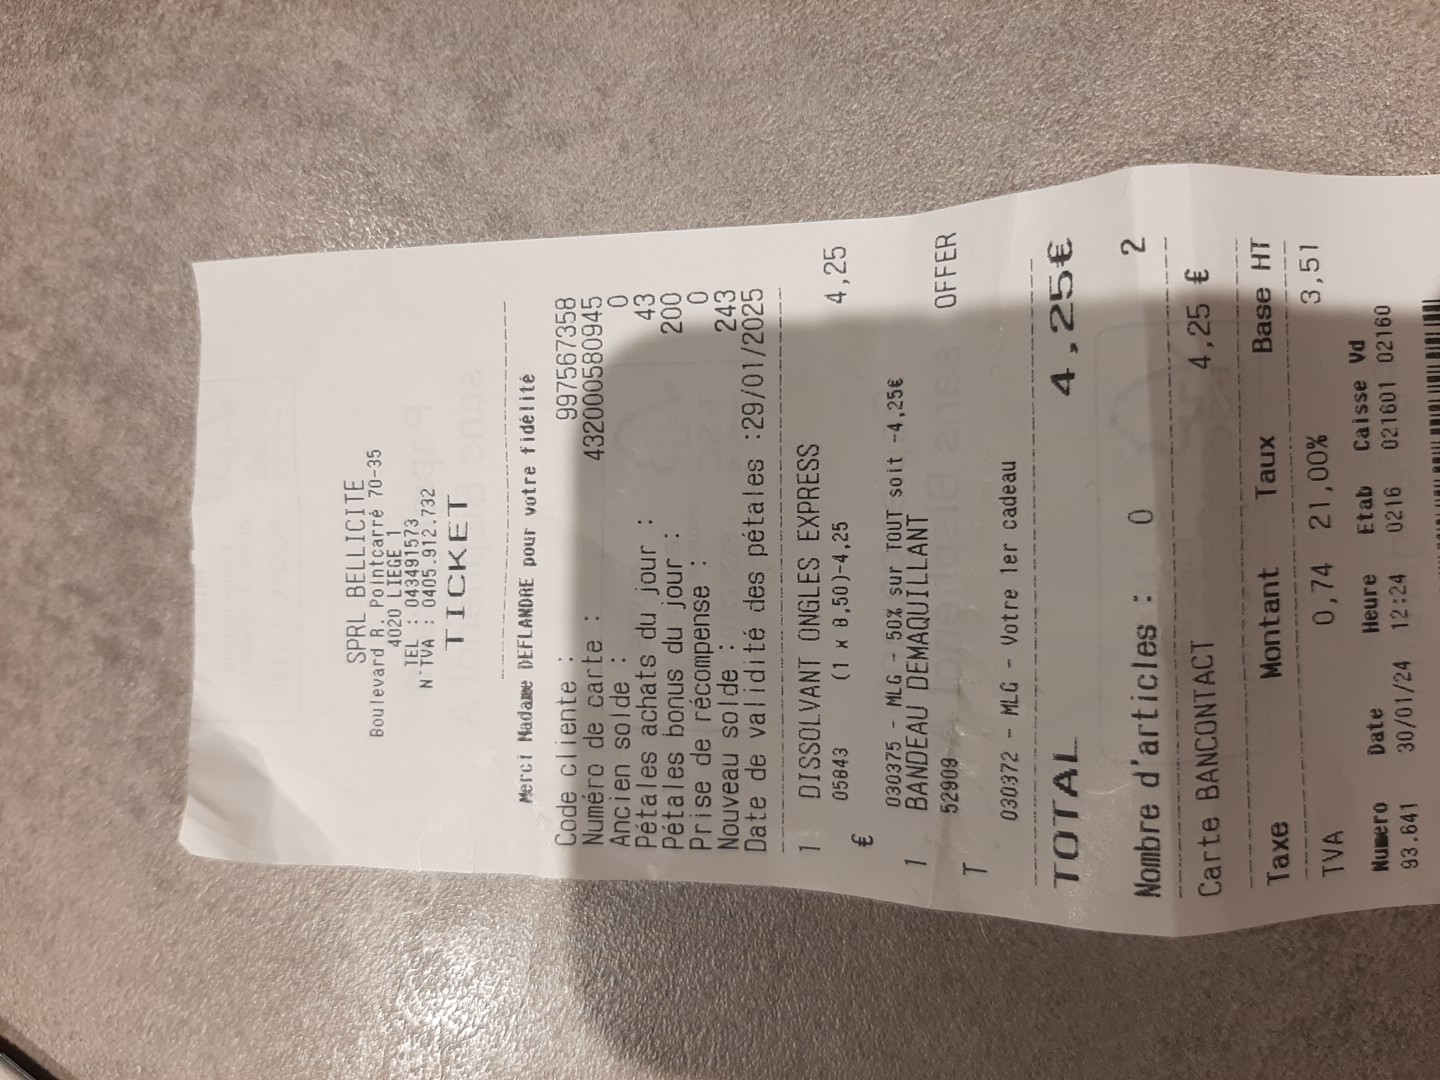 SPRL BELLICITE
Boulevard R. Pointcarré 70-35
4020 LIEGE 1
TEL : 043491573
N°TVA : 0405.912.732
TICKET
Merci Madame DEFLANDRE pour votre fidélité
Code cliente : 997567358
Numéro de carte : 4320005809​45
Ancien solde : 0
Pétales achats du jour : 43
Pétales bonus du jour : 200
Prise de récompense : 0
Nouveau solde : 243
Date de validité des pétales :29/01/2025
1 DISSOLVANT ONGLES EXPRESS
05843 (1 x 8,50)-4,25 4,25
€
030375 - MLG - 50% sur TOUT soit -4,25€
1 BANDEAU DEMAQUILLANT
52909 OFFER
T
030372 - MLG - Votre 1er cadeau
TOTAL 4,25€
Nombre d'articles : 0 2
Carte BANCONTACT 4,25 €
Taxe Montant Taux Base HT
TVA 0,74 21,00% 3,51
Numero Date Heure Etab Caisse Vd
93.641 30/01/24 12:24 0216 021601 02160